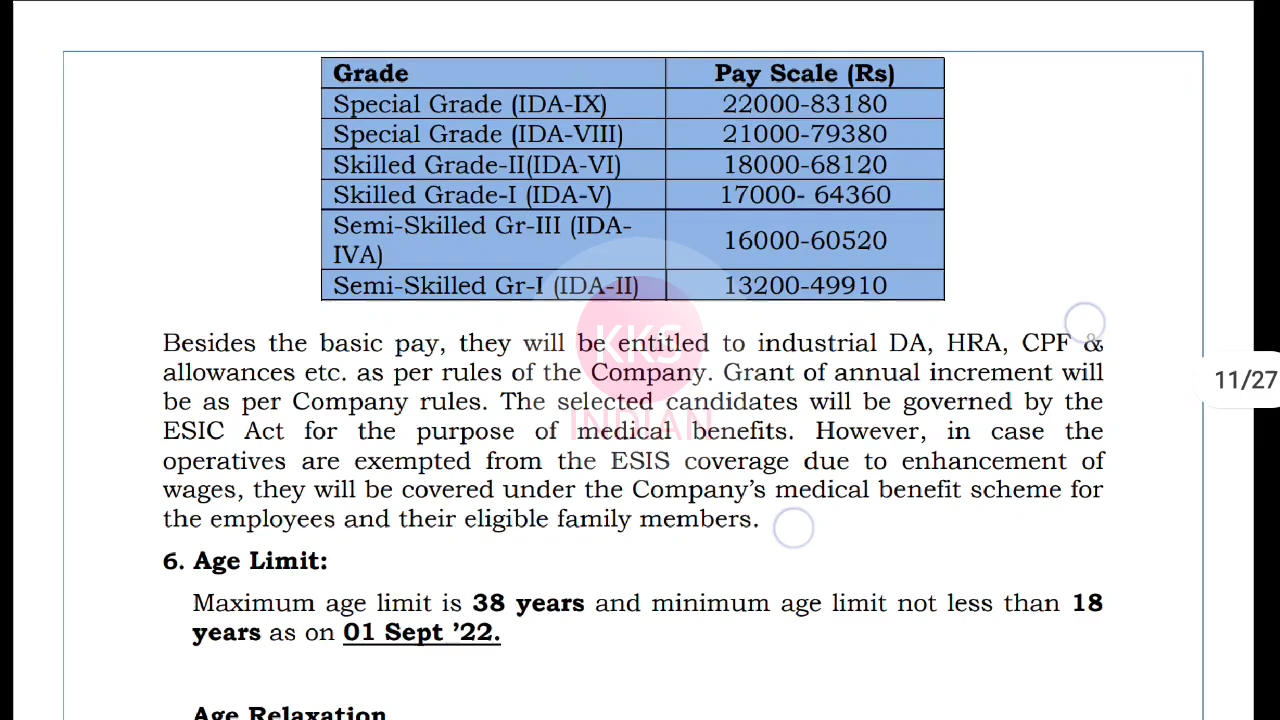 Grade Pay Scale (Rs)
Special Grade (IDA-IX) 22000-83180
Special Grade (IDA-VIII) 21000-79380
Skilled Grade-II(IDA-VI) 18000-68120
Skilled Grade-I (IDA-V) 17000- 64360
Semi-Skilled Gr-III (IDA-
IVA) 16000-60520
Semi-Skilled Gr-I (IDA-II) 13200-49910
Besides the basic pay, they will be entitled to industrial DA, HRA, CPF &
allowances etc. as per rules of the Company. Grant of annual increment will
be as per Company rules. The selected candidates will be governed by the
ESIC Act for the purpose of medical benefits. However, in case the
operatives are exempted from the ESIS coverage due to enhancement of
wages, they will be covered under the Company's medical benefit scheme for
the employees and their eligible family members.
KKS
INDIAN
11/27
6. Age Limit:
Maximum age limit is 38 years and minimum age limit not less than 18
years as on 01 Sept '22.
Age Relaxation